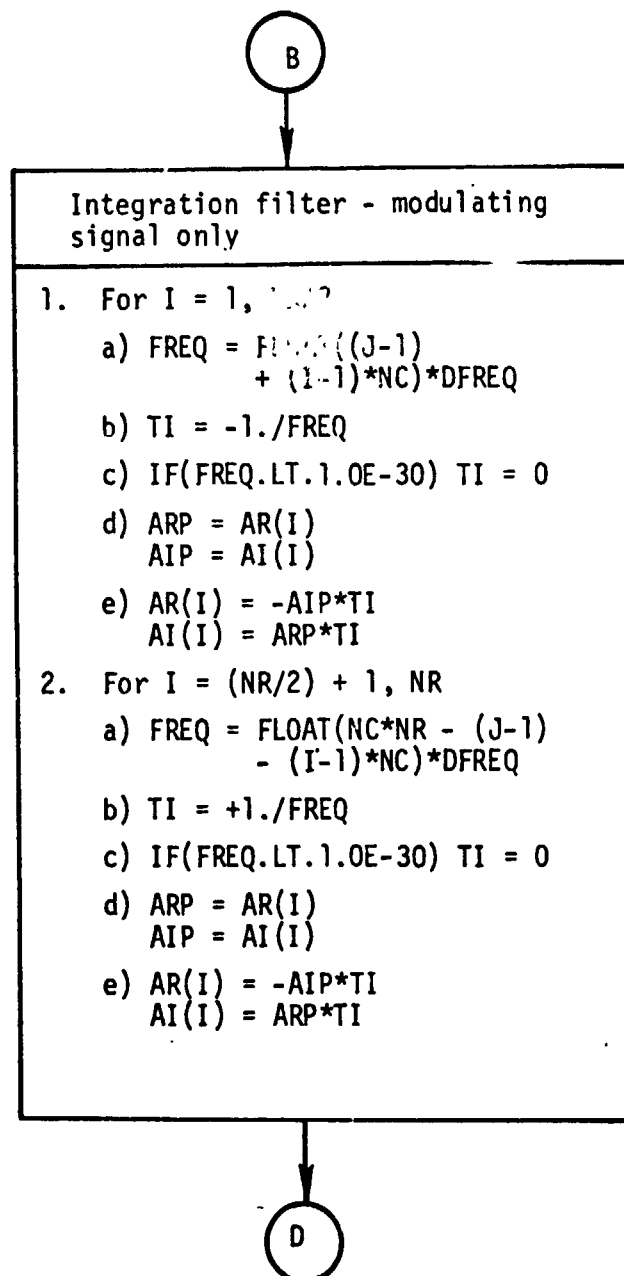 B
Integration filter - modulating
signal only
1. For I = 1,
a) FREQ = ((J-1)
+ (I-1)*NC)*DFREQ
b) TI = -1./FREQ
c) IF(FREQ.LT.1.0E-30) TI = 0
d) ARP = AR(I)
AIP = AI(I)
e) AR(I) = -AIP*TI
AI(I) = ARP*TI
2. For I = (NR/2) + 1, NR
a) FREQ = FLOAT(NC*NR - (J-1)
- (I-1)*NC)*DFREQ
b) TI = +1./FREQ
c) IF(FREQ.LT.1.0E-30) TI = 0
d) ARP = AR(I)
AIP = AI(I)
e) AR(I) = -AIP*TI
AI(I) = ARP*TI
D